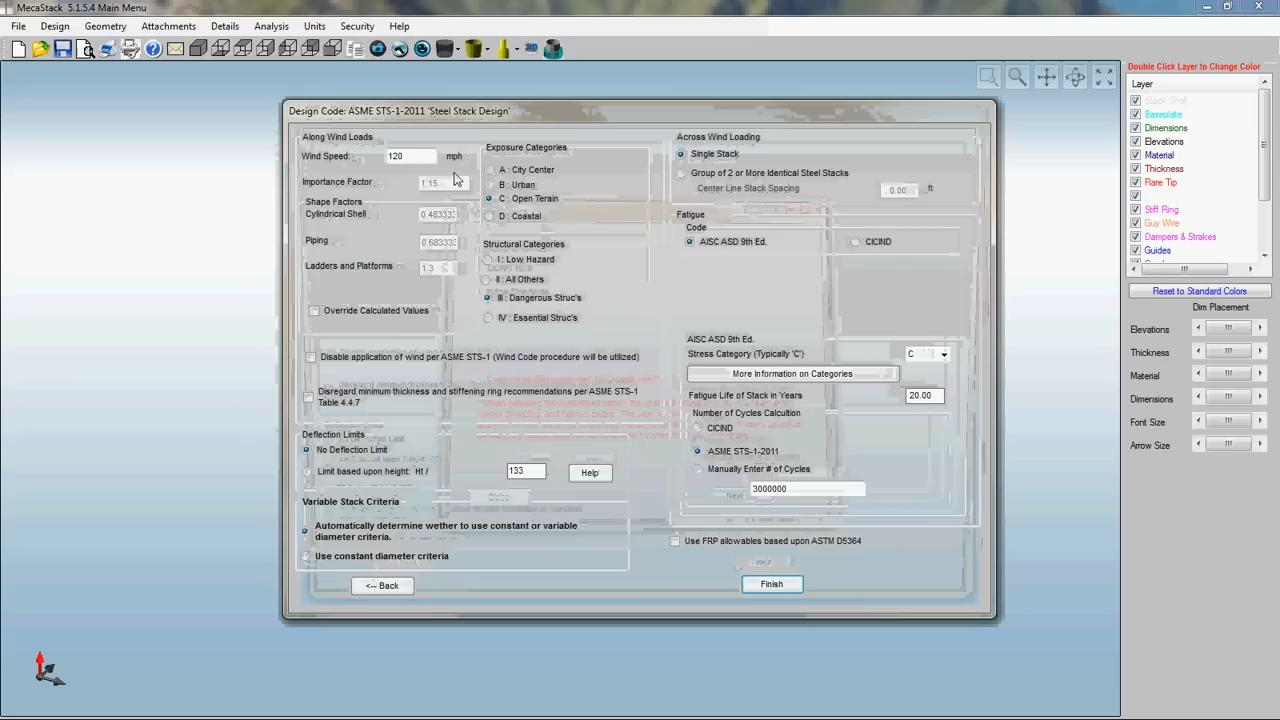 MecaStack 5.1.5.4 Main Menu
File Design Geometry Attachments Details Analysis Units Security Help
Double Click Layer to Change Color
Layer
Stack Shell
Baseplate
Dimensions
Elevations
Material
Thickness
Flare Tip
Stiff Ring
Guy Wire
Dampers & Strakes
Guides
Reset to Standard Colors
Dim Placement
Elevations
Thickness
Material
Dimensions
Font Size
Arrow Size
Design Code: ASME STS-1-2011 'Steel Stack Design'
Along Wind Loads
Wind Speed: 120 mph
Importance Factor 1.15
Shape Factors
Cylindrical Shell 0.483333
Piping 0.683333
Ladders and Platforms 1.3
Override Calculated Values
Exposure Categories
A : City Center
B : Urban
C : Open Terain
D : Coastal
Structural Categories
I : Low Hazard
II : All Others
III : Dangerous Struc's
IV : Essential Struc's
Disable application of wind per ASME STS-1 (Wind Code procedure will be utilized)
Disregard minimum thickness and stiffening ring recommendations per ASME STS-1
Table 4.4.7
Deflection Limits
No Deflection Limit
Limit based upon height: Ht / 133 Help
Variable Stack Criteria
Automatically determine wether to use constant or variable
diameter criteria.
Use constant diameter criteria
<-- Back
Across Wind Loading
Single Stack
Group of 2 or More Identical Steel Stacks
Center Line Stack Spacing 0.00 ft
Fatigue
Code
AISC ASD 9th Ed. CICIND
AISC ASD 9th Ed.
Stress Category (Typically 'C') C
More Information on Categories
Fatigue Life of Stack in Years 20.00
Number of Cycles Calcultion
CICIND
ASME STS-1-2011
Manually Enter # of Cycles
3000000
Next
Use FRP allowables based upon ASTM D5364
Finish